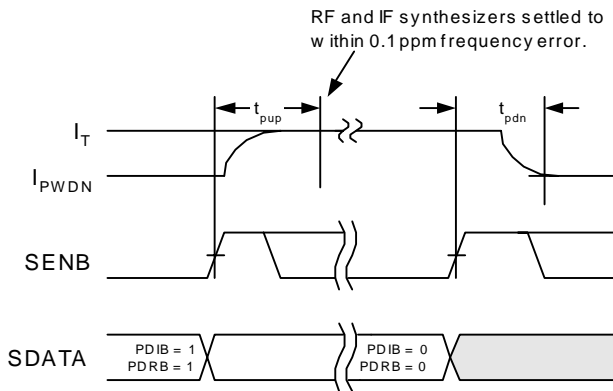 RF and IF synthesizers settled to
within 0.1 ppm frequency error.
tpup
tpdn
IT
IPWDN
SENB
SDATA
PDIB = 1
PDRB = 1
PDIB = 0
PDRB = 0